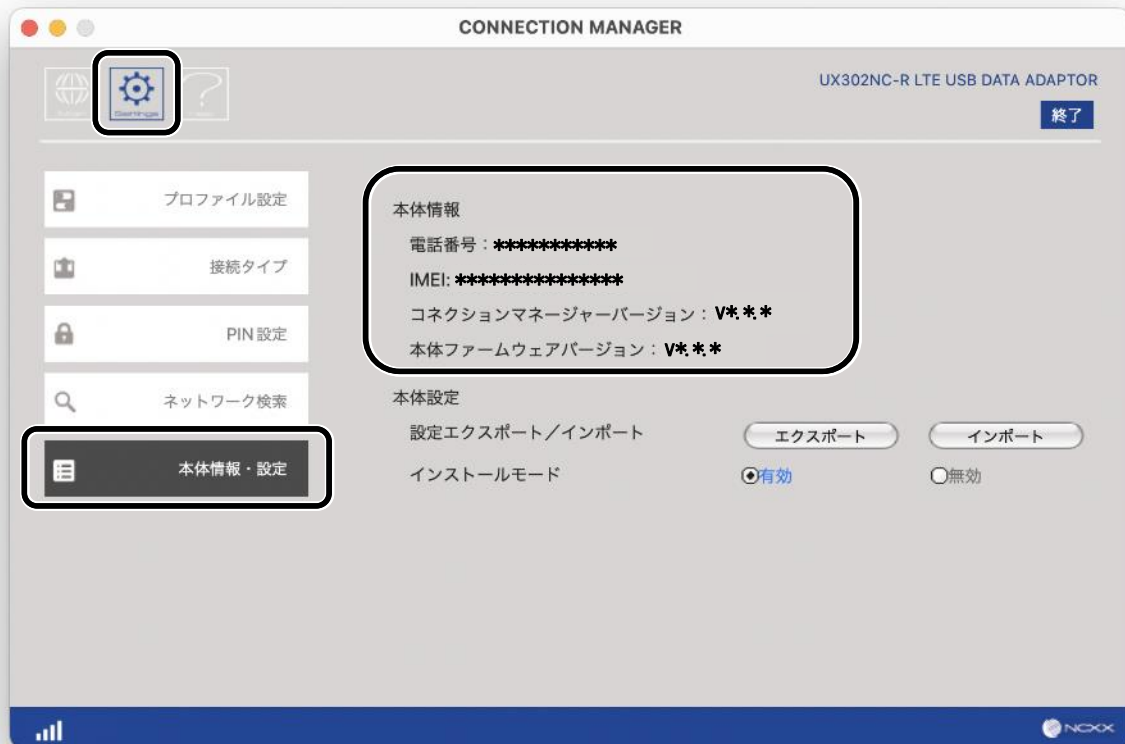 CONNECTION MANAGER
Settings
UX302NC-R LTE USB DATA ADAPTOR
終了
プロファイル設定
接続タイプ
PIN 設定
ネットワーク検索
本体情報・設定
本体情報
電話番号：***********
IMEI: ***************
コネクションマネージャーバージョン：V*.*.*
本体ファームウェアバージョン：V*.*.*
本体設定
設定エクスポート／インポート
エクスポート
インポート
インストールモード
有効
無効
NCXX